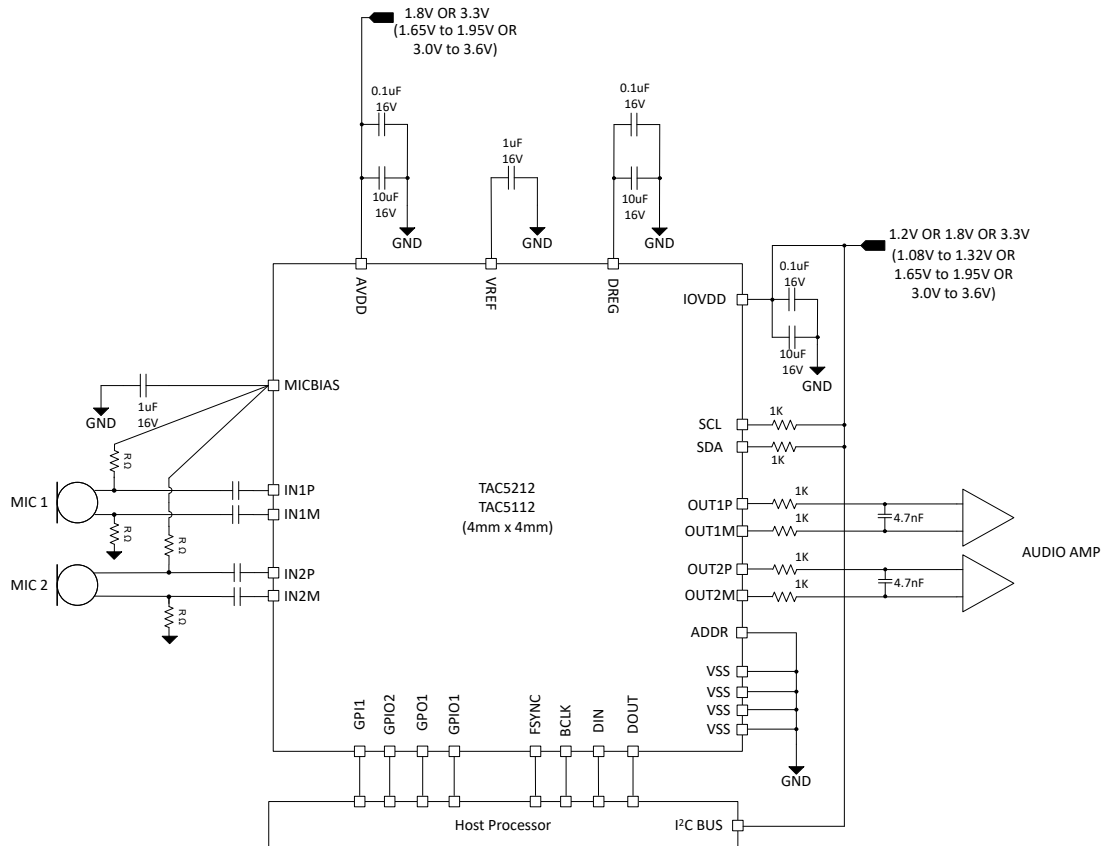 1.8V OR 3.3V
(1.65V to 1.95V OR
3.0V to 3.6V)
0.1uF
16V
10uF
16V
GND
1uF
16V
GND
0.1uF
16V
10uF
16V
GND
1.2V OR 1.8V OR 3.3V
(1.08V to 1.32V OR
1.65V to 1.95V OR
3.0V to 3.6V)
0.1uF
16V
10uF
16V
GND
AVDD
VREF
DREG
IOVDD
MICBIAS
1uF
16V
GND
RΩ
MIC 1
RΩ
RΩ
MIC 2
RΩ
IN1P
IN1M
IN2P
IN2M
TAC5212
TAC5112
(4mm x 4mm)
SCL
1K
SDA
1K
OUT1P
1K
OUT1M
1K
4.7nF
OUT2P
1K
OUT2M
1K
4.7nF
AUDIO AMP
ADDR
VSS
VSS
VSS
VSS
GND
GPI1
GPIO2
GPO1
GPIO1
FSYNC
BCLK
DIN
DOUT
Host Processor
I²C BUS